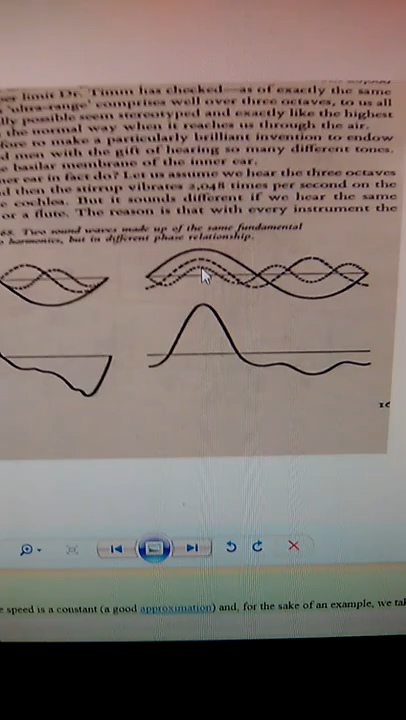 per limit Dr. Timm has checked—as of exactly the same
'ultra-range' comprises well over three octaves, to us all
lly possible seem stereotyped and exactly like the highest
the normal way when it reaches us through the air.
fore to make a particularly brilliant invention to endow
d men with the gift of hearing so many different tones.
e basilar membrane of the inner ear.
ner ear in fact do? Let us assume we hear the three octaves
d then the stirrup vibrates 2,048 times per second on the
e cochlea. But it sounds different if we hear the same
or a flute. The reason is that with every instrument the
68. Two sound waves made up of the same fundamental
harmonics, but in different phase relationship.
e speed is a constant (a good approximation) and, for the sake of an example, we tal